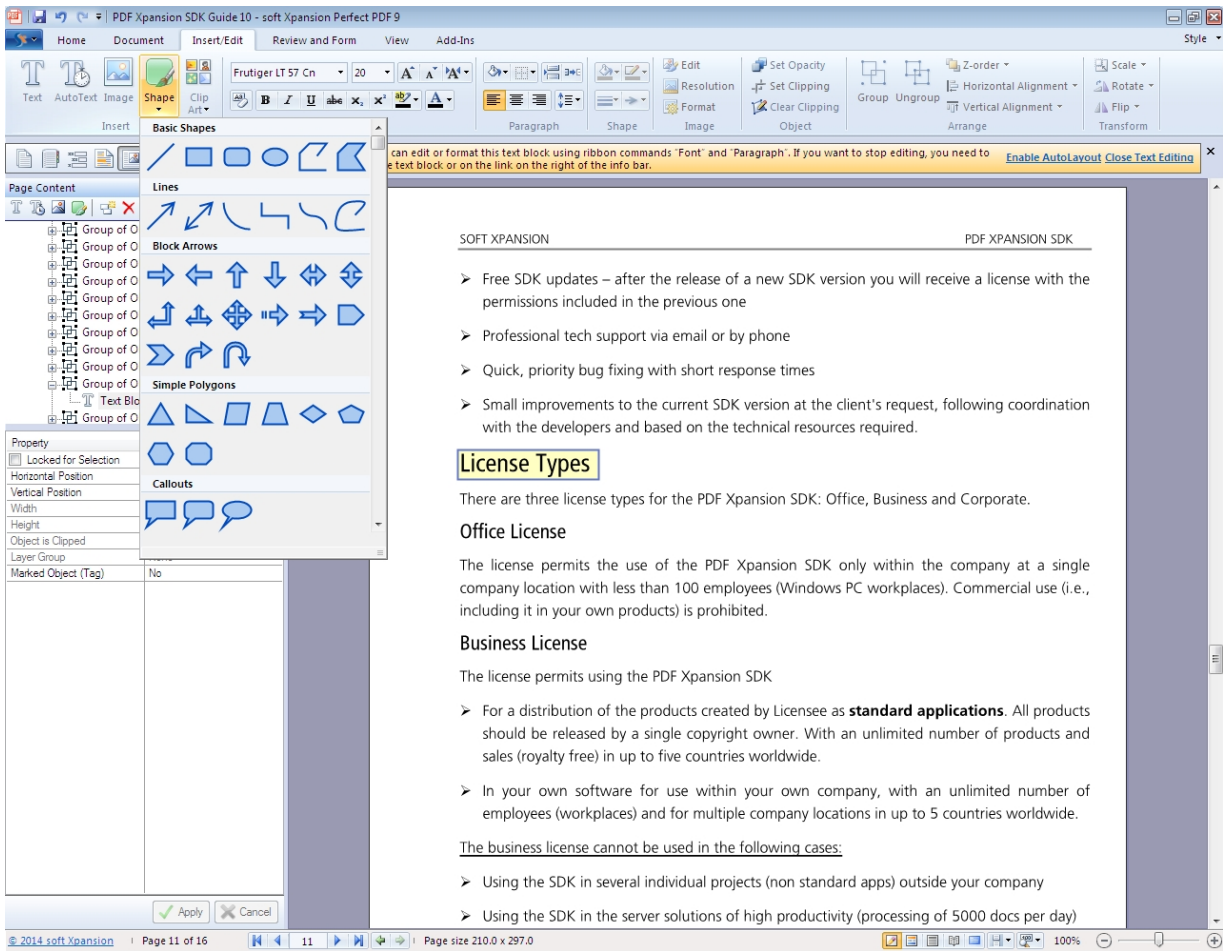 PDF Xpansion SDK Guide 10 - soft Xpansion Perfect PDF 9
Home Document Insert/Edit Review and Form View Add-Ins Style
Text AutoText Image Shape Clip Art
Insert
Frutiger LT 57 Cn 20
B I U abc X₂ X²
Paragraph
Shape
Edit
Resolution
Format
Image
Set Opacity
Set Clipping
Clear Clipping
Object
Group Ungroup
Z-order
Horizontal Alignment
Vertical Alignment
Arrange
Scale
Rotate
Flip
Transform
can edit or format this text block using ribbon commands "Font" and "Paragraph". If you want to stop editing, you need to
e text block or on the link on the right of the info bar.
Enable AutoLayout Close Text Editing
Basic Shapes
Lines
Block Arrows
Simple Polygons
Callouts
Page Content
Group of O
Group of O
Group of O
Group of O
Group of O
Group of O
Group of O
Group of O
Group of O
Group of O
Text Blo
Group of O
Property
Locked for Selection
Horizontal Position
Vertical Position
Width
Height
Object is Clipped
Layer Group
Marked Object (Tag) No
Apply Cancel
SOFT XPANSION PDF XPANSION SDK
➢ Free SDK updates – after the release of a new SDK version you will receive a license with the
permissions included in the previous one
➢ Professional tech support via email or by phone
➢ Quick, priority bug fixing with short response times
➢ Small improvements to the current SDK version at the client's request, following coordination
with the developers and based on the technical resources required.
License Types
There are three license types for the PDF Xpansion SDK: Office, Business and Corporate.
Office License
The license permits the use of the PDF Xpansion SDK only within the company at a single
company location with less than 100 employees (Windows PC workplaces). Commercial use (i.e.,
including it in your own products) is prohibited.
Business License
The license permits using the PDF Xpansion SDK
➢ For a distribution of the products created by Licensee as standard applications. All products
should be released by a single copyright owner. With an unlimited number of products and
sales (royalty free) in up to five countries worldwide.
➢ In your own software for use within your own company, with an unlimited number of
employees (workplaces) and for multiple company locations in up to 5 countries worldwide.
The business license cannot be used in the following cases:
➢ Using the SDK in several individual projects (non standard apps) outside your company
➢ Using the SDK in the server solutions of high productivity (processing of 5000 docs per day)
© 2014 soft Xpansion Page 11 of 16 11 Page size 210.0 x 297.0 100%